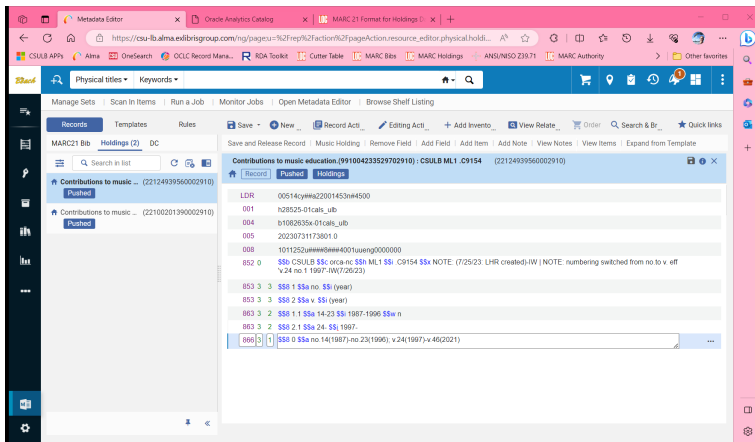 Metadata Editor
Oracle Analytics Catalog
MARC 21 Format for Holdings D
https://csu-lb.alma.exlibrisgroup.com/ng/page;u=%2Frep%2Faction%2FpageAction.resource_editor.physical.holdi...
CSULB APPs
Alma
OneSearch
OCLC Record Mana...
RDA Toolkit
Cutter Table
MARC Bibs
MARC Holdings
ANSI/NISO Z39.71
MARC Authority
Other favorites
BEACH
Physical titles
Keywords
Manage Sets
Scan In Items
Run a Job
Monitor Jobs
Open Metadata Editor
Browse Shelf Listing
Records
Templates
Rules
Save
New
Record Acti
Editing Acti
Add Invento
View Relate
Order
Search & Br
Quick links
MARC21 Bib
Holdings (2)
DC
Save and Release Record
Music Holding
Remove Field
Add Field
Add Item
Add Note
View Notes
View Items
Expand from Template
Search in list
Contributions to music education.(991004233529702910) : CSULB ML1 .C9154 (22124939560002910)
Record
Pushed
Holdings
Contributions to music ... (22124939560002910)
Pushed
Contributions to music ... (22100201390002910)
Pushed
LDR 00514cy##a22001453n#4500
001 h28525-01cals_ulb
004 b1082635x-01cals_ulb
005 20230731173801.0
008 1011252u####8###4001uueng0000000
852 0 $$b CSULB $$c orca-nc $$h ML1 $$i .C9154 $$x NOTE: (7/25/23: LHR created)-IW | NOTE: numbering switched from no.to v. eff
'v.24 no.1 1997'-IW(7/26/23)
853 3 3 $$8 1 $$a no. $$i (year)
853 3 3 $$8 2 $$a v. $$i (year)
863 3 2 $$8 1.1 $$a 14-23 $$i 1987-1996 $$w n
863 3 2 $$8 2.1 $$a 24- $$i 1997-
866 3 1 $$8 0 $$a no.14(1987)-no.23(1996); v.24(1997)-v.46(2021)